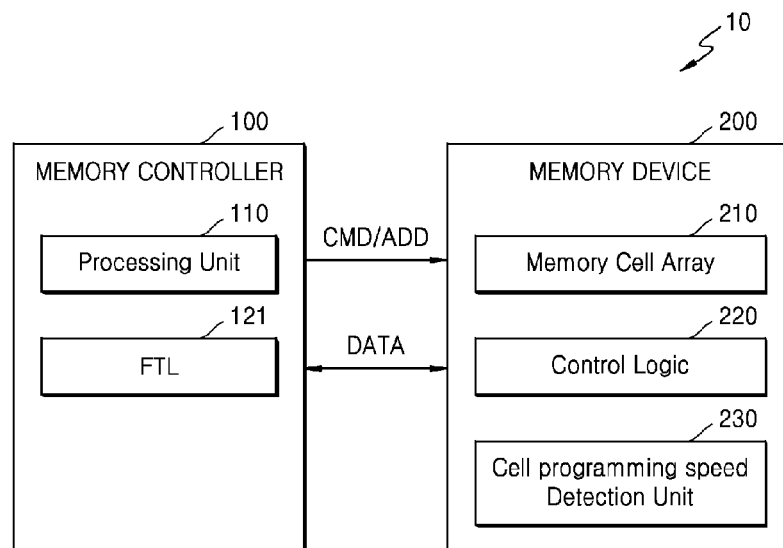 10
100
MEMORY CONTROLLER
110
Processing Unit
121
FTL
CMD/ADD
DATA
200
MEMORY DEVICE
210
Memory Cell Array
220
Control Logic
230
Cell programming speed
Detection Unit